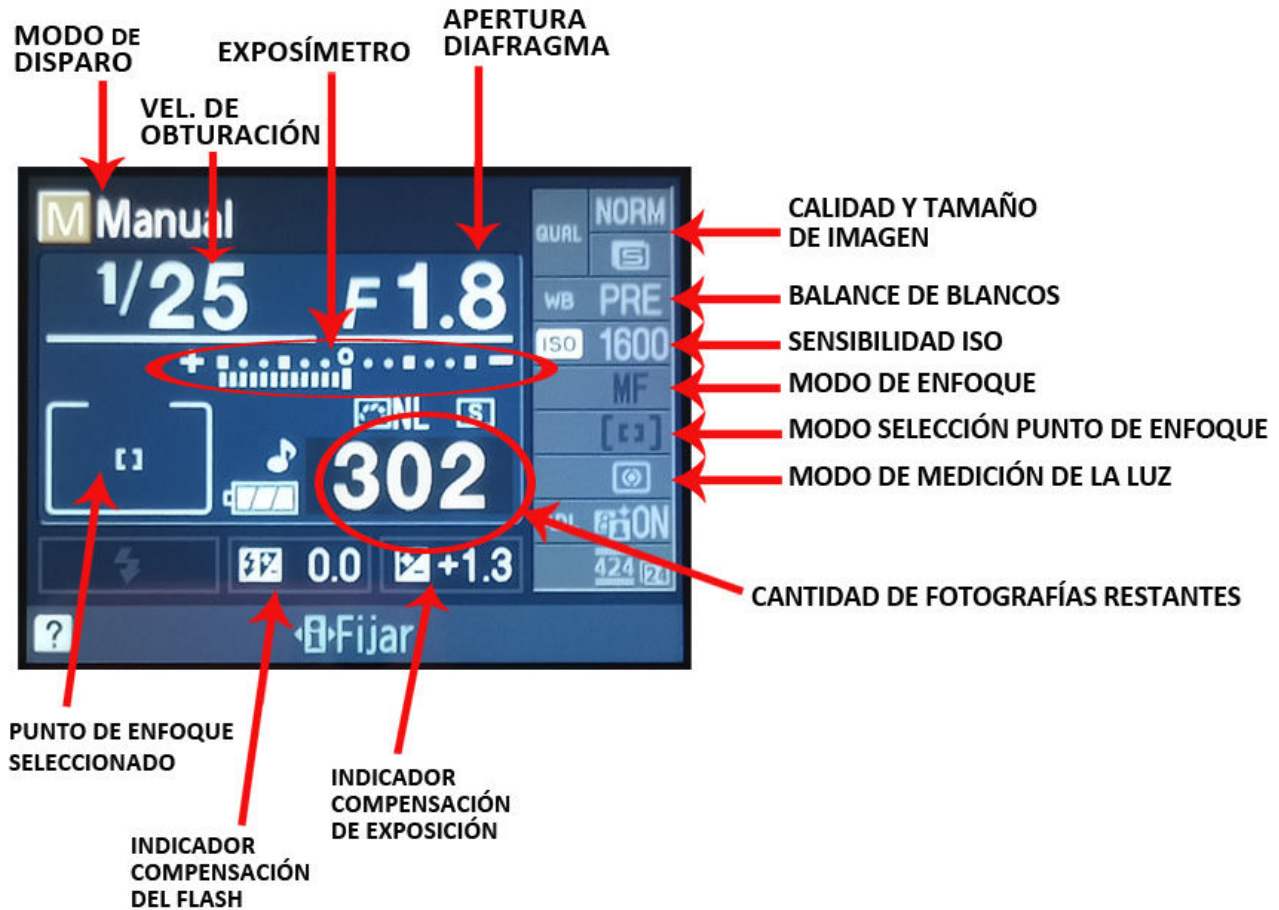 MODO DE
DISPARO
EXPOSÍMETRO
APERTURA
DIAFRAGMA
VEL. DE
OBTURACIÓN
M Manual
1/25 F1.8
+ -
NL S
302
0.0
+1.3
? i Fijar
QUAL NORM
S
WB PRE
ISO 1600
MF
ON
424 24
CALIDAD Y TAMAÑO
DE IMAGEN
BALANCE DE BLANCOS
SENSIBILIDAD ISO
MODO DE ENFOQUE
MODO SELECCIÓN PUNTO DE ENFOQUE
MODO DE MEDICIÓN DE LA LUZ
CANTIDAD DE FOTOGRAFÍAS RESTANTES
PUNTO DE ENFOQUE
SELECCIONADO
INDICADOR
COMPENSACIÓN
DE EXPOSICIÓN
INDICADOR
COMPENSACIÓN
DEL FLASH